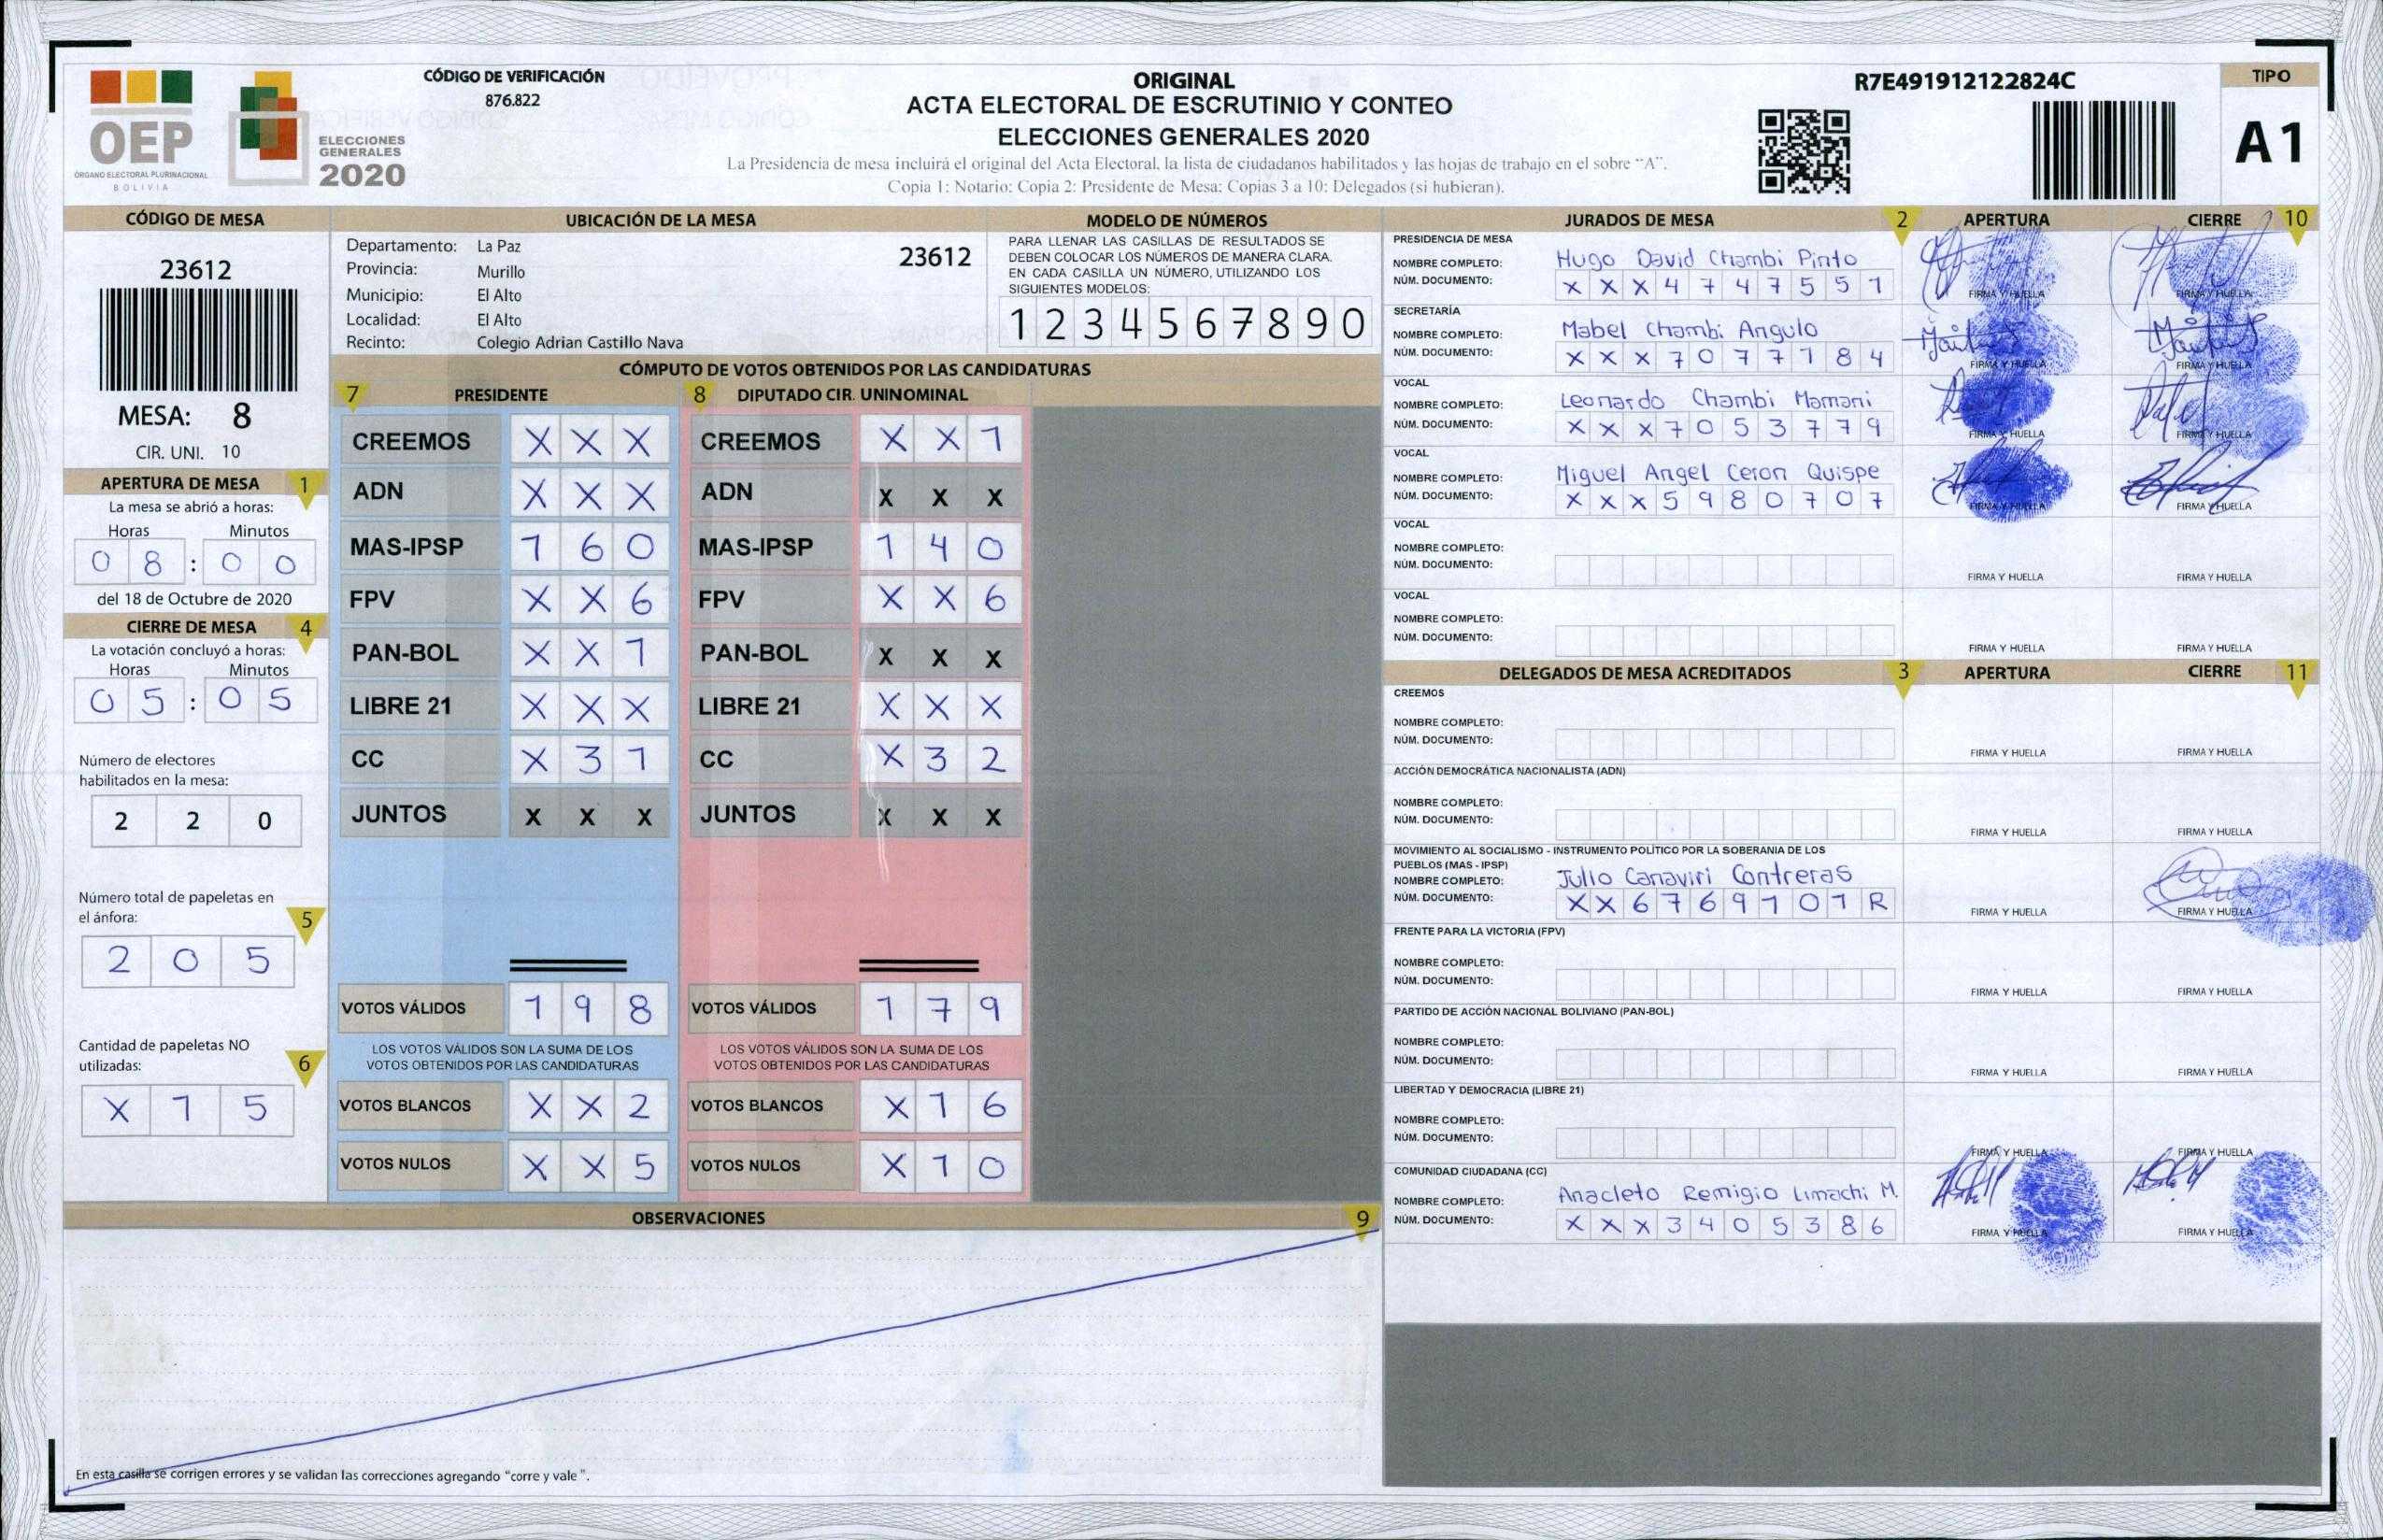 OEP
ÓRGANO ELECTORAL PLURINACIONAL
BOLIVIA
ELECCIONES
GENERALES
2020
CÓDIGO DE VERIFICACIÓN
876.822
ORIGINAL
ACTA ELECTORAL DE ESCRUTINIO Y CONTEO
ELECCIONES GENERALES 2020
La Presidencia de mesa incluirá el original del Acta Electoral, la lista de ciudadanos habilitados y las hojas de trabajo en el sobre "A".
Copia 1: Notario; Copia 2: Presidente de Mesa; Copias 3 a 10: Delegados (si hubieran).
R7E491912122824C
TIPO
A1
CÓDIGO DE MESA
23612
MESA: 8
CIR. UNI. 10
APERTURA DE MESA 1
La mesa se abrió a horas:
Horas Minutos
0 8 : 0 0
del 18 de Octubre de 2020
CIERRE DE MESA 4
La votación concluyó a horas:
Horas Minutos
0 5 : 0 5
Número de electores
habilitados en la mesa:
2 2 0
Número total de papeletas en
el ánfora: 5
2 0 5
Cantidad de papeletas NO
utilizadas: 6
X 1 5
UBICACIÓN DE LA MESA
Departamento: La Paz 23612
Provincia: Murillo
Municipio: El Alto
Localidad: El Alto
Recinto: Colegio Adrian Castillo Nava
MODELO DE NÚMEROS
PARA LLENAR LAS CASILLAS DE RESULTADOS SE
DEBEN COLOCAR LOS NÚMEROS DE MANERA CLARA.
EN CADA CASILLA UN NÚMERO, UTILIZANDO LOS
SIGUIENTES MODELOS:
1 2 3 4 5 6 7 8 9 0
CÓMPUTO DE VOTOS OBTENIDOS POR LAS CANDIDATURAS
7 PRESIDENTE 8 DIPUTADO CIR. UNINOMINAL
CREEMOS X X X CREEMOS X X 1
ADN X X X ADN X X X
MAS-IPSP 1 6 0 MAS-IPSP 1 4 0
FPV X X 6 FPV X X 6
PAN-BOL X X 1 PAN-BOL X X X
LIBRE 21 X X X LIBRE 21 X X X
CC X 3 1 CC X 3 2
JUNTOS X X X JUNTOS X X X
VOTOS VÁLIDOS 1 9 8 VOTOS VÁLIDOS 1 7 9
LOS VOTOS VÁLIDOS SON LA SUMA DE LOS LOS VOTOS VÁLIDOS SON LA SUMA DE LOS
VOTOS OBTENIDOS POR LAS CANDIDATURAS VOTOS OBTENIDOS POR LAS CANDIDATURAS
VOTOS BLANCOS X X 2 VOTOS BLANCOS X 1 6
VOTOS NULOS X X 5 VOTOS NULOS X 1 0
OBSERVACIONES 9
En esta casilla se corrigen errores y se validan las correcciones agregando "corre y vale".
JURADOS DE MESA 2 APERTURA CIERRE 10
PRESIDENCIA DE MESA
NOMBRE COMPLETO: Hugo David Chambi Pinto
NÚM. DOCUMENTO: X X X 4 7 4 7 5 5 1
FIRMA Y HUELLA FIRMA Y HUELLA
SECRETARÍA
NOMBRE COMPLETO: Mabel Chambi Angulo
NÚM. DOCUMENTO: X X X 7 0 7 7 1 8 4
FIRMA Y HUELLA FIRMA Y HUELLA
VOCAL
NOMBRE COMPLETO: Leonardo Chambi Mamani
NÚM. DOCUMENTO: X X X 7 0 5 3 7 7 9
FIRMA Y HUELLA FIRMA Y HUELLA
VOCAL
NOMBRE COMPLETO: Miguel Angel Ceron Quispe
NÚM. DOCUMENTO: X X X 5 9 8 0 7 0 7
FIRMA Y HUELLA FIRMA Y HUELLA
VOCAL
NOMBRE COMPLETO:
NÚM. DOCUMENTO:
FIRMA Y HUELLA FIRMA Y HUELLA
VOCAL
NOMBRE COMPLETO:
NÚM. DOCUMENTO:
FIRMA Y HUELLA FIRMA Y HUELLA
DELEGADOS DE MESA ACREDITADOS 3 APERTURA CIERRE 11
CREEMOS
NOMBRE COMPLETO:
NÚM. DOCUMENTO:
FIRMA Y HUELLA FIRMA Y HUELLA
ACCIÓN DEMOCRÁTICA NACIONALISTA (ADN)
NOMBRE COMPLETO:
NÚM. DOCUMENTO:
FIRMA Y HUELLA FIRMA Y HUELLA
MOVIMIENTO AL SOCIALISMO - INSTRUMENTO POLÍTICO POR LA SOBERANIA DE LOS
PUEBLOS (MAS - IPSP)
NOMBRE COMPLETO: Julio Canaviri Contreras
NÚM. DOCUMENTO: X X 6 7 6 9 1 0 1 R
FIRMA Y HUELLA FIRMA Y HUELLA
FRENTE PARA LA VICTORIA (FPV)
NOMBRE COMPLETO:
NÚM. DOCUMENTO:
FIRMA Y HUELLA FIRMA Y HUELLA
PARTIDO DE ACCIÓN NACIONAL BOLIVIANO (PAN-BOL)
NOMBRE COMPLETO:
NÚM. DOCUMENTO:
FIRMA Y HUELLA FIRMA Y HUELLA
LIBERTAD Y DEMOCRACIA (LIBRE 21)
NOMBRE COMPLETO:
NÚM. DOCUMENTO:
FIRMA Y HUELLA FIRMA Y HUELLA
COMUNIDAD CIUDADANA (CC)
NOMBRE COMPLETO: Anacleto Remigio Limachi M.
NÚM. DOCUMENTO: X X X 3 4 0 5 3 8 6
FIRMA Y HUELLA FIRMA Y HUELLA